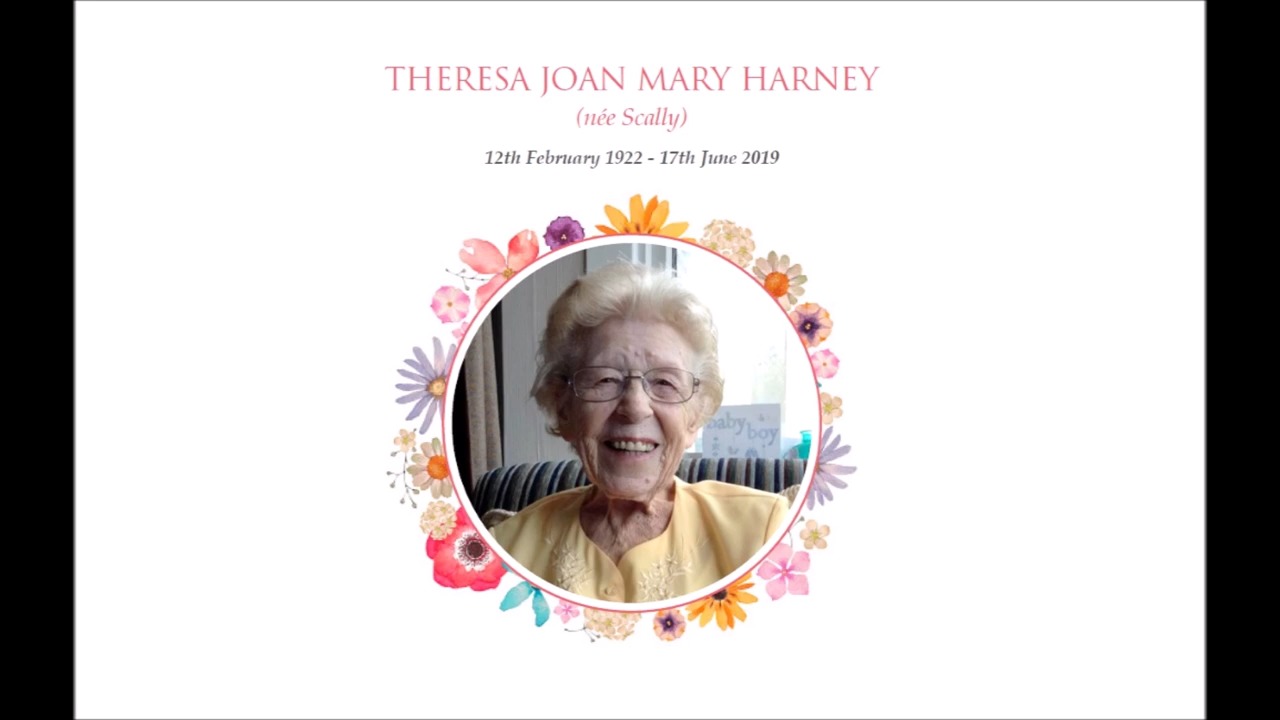 THERESA JOAN MARY HARNEY
(née Scally)
12th February 1922 - 17th June 2019
baby
boy